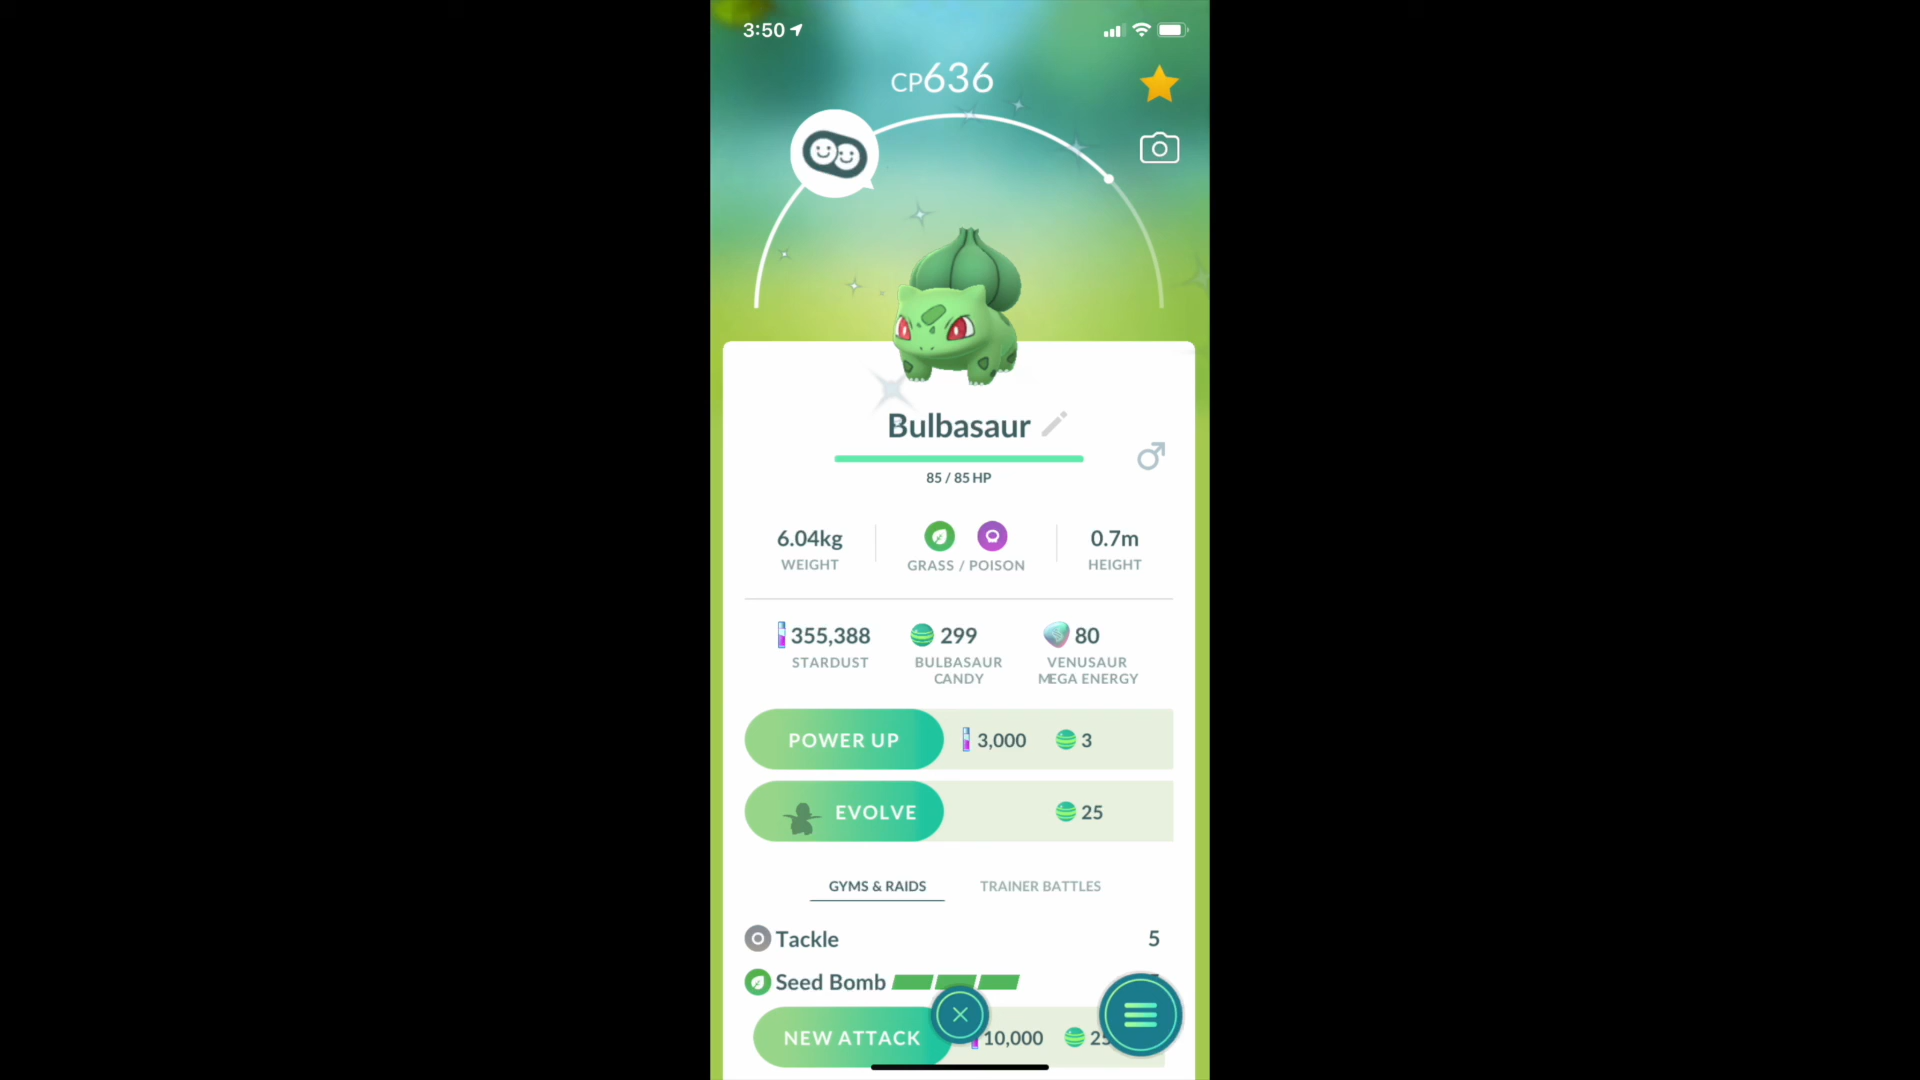 3:50
CP636
Bulbasaur
85 / 85 HP
6.04kg
WEIGHT
GRASS / POISON
0.7m
HEIGHT
355,388
STARDUST
299
BULBASAUR
CANDY
80
VENUSAUR
MEGA ENERGY
POWER UP 3,000 3
EVOLVE 25
GYMS & RAIDS TRAINER BATTLES
Tackle 5
Seed Bomb
NEW ATTACK 10,000